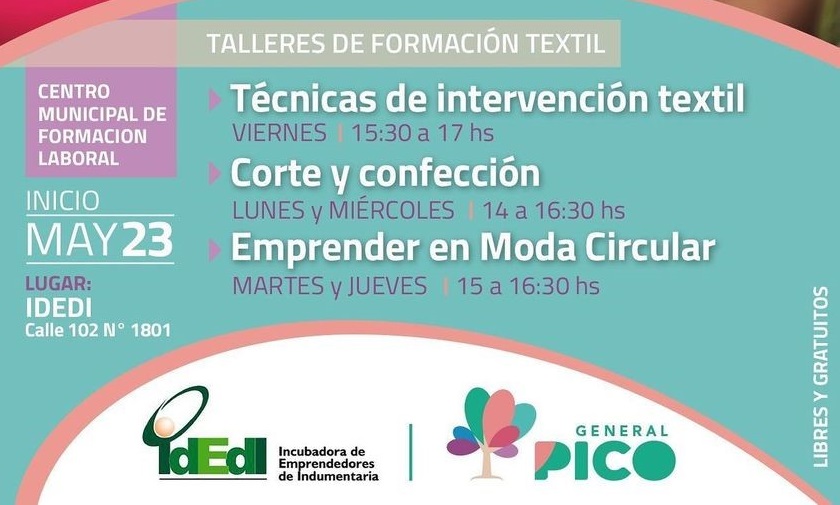 TALLERES DE FORMACIÓN TEXTIL
CENTRO
MUNICIPAL DE
FORMACION
LABORAL
INICIO
MAY 23
LUGAR:
IDEDI
Calle 102 N° 1801
Técnicas de intervención textil
VIERNES | 15:30 a 17 hs
Corte y confección
LUNES y MIÉRCOLES | 14 a 16:30 hs
Emprender en Moda Circular
MARTES y JUEVES | 15 a 16:30 hs
LIBRES Y GRATUITOS
IdEdI
Incubadora de
Emprendedores
de Indumentaria
GENERAL
PICO